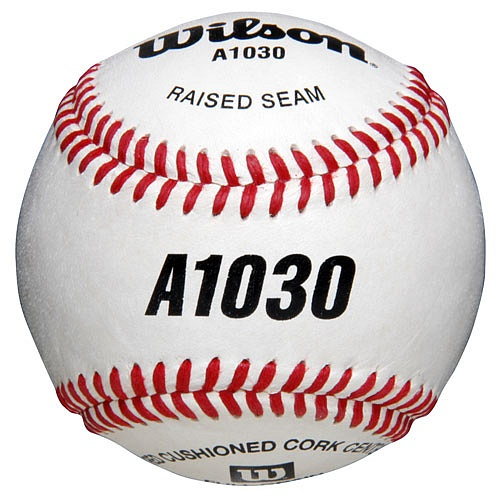 Wilson
A1030
RAISED SEAM
A1030
CUSHIONED CORK
W